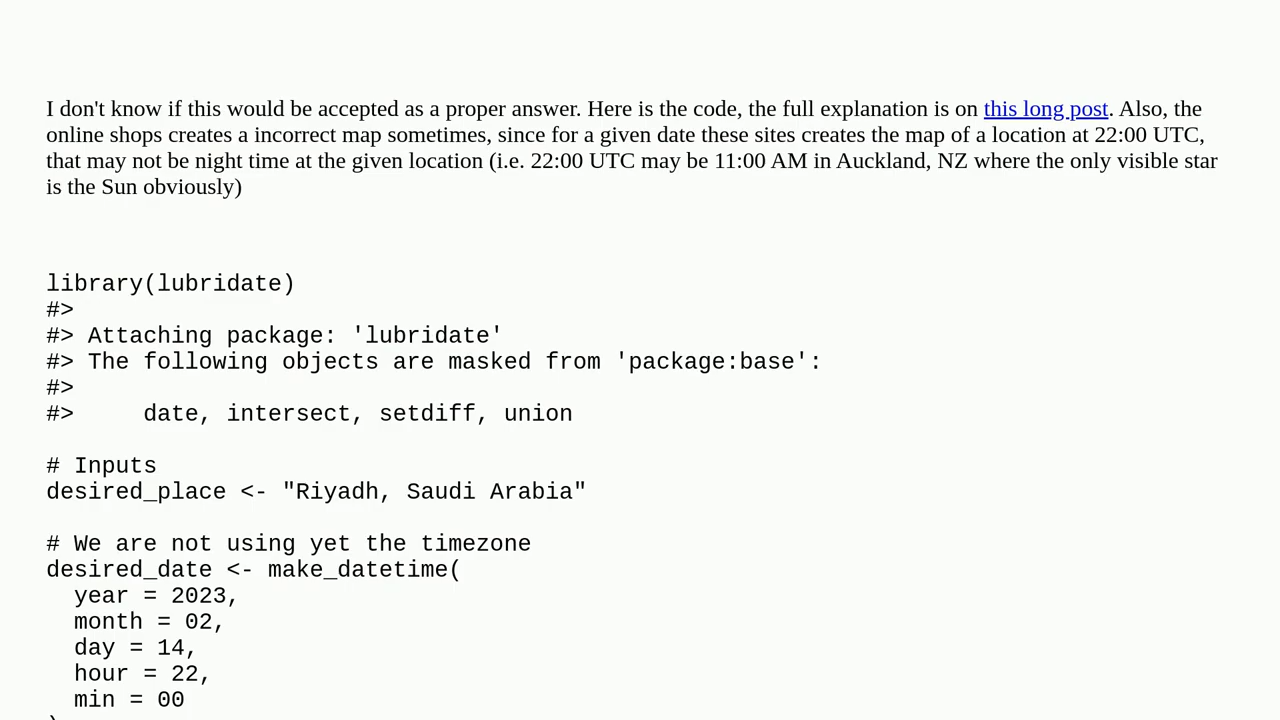 I don't know if this would be accepted as a proper answer. Here is the code, the full explanation is on this long post. Also, the
online shops creates a incorrect map sometimes, since for a given date these sites creates the map of a location at 22:00 UTC,
that may not be night time at the given location (i.e. 22:00 UTC may be 11:00 AM in Auckland, NZ where the only visible star
is the Sun obviously)
library(lubridate)
#>
#> Attaching package: 'lubridate'
#> The following objects are masked from 'package:base':
#>
#>     date, intersect, setdiff, union
# Inputs
desired_place <- "Riyadh, Saudi Arabia"
# We are not using yet the timezone
desired_date <- make_datetime(
  year = 2023,
  month = 02,
  day = 14,
  hour = 22,
  min = 00
)